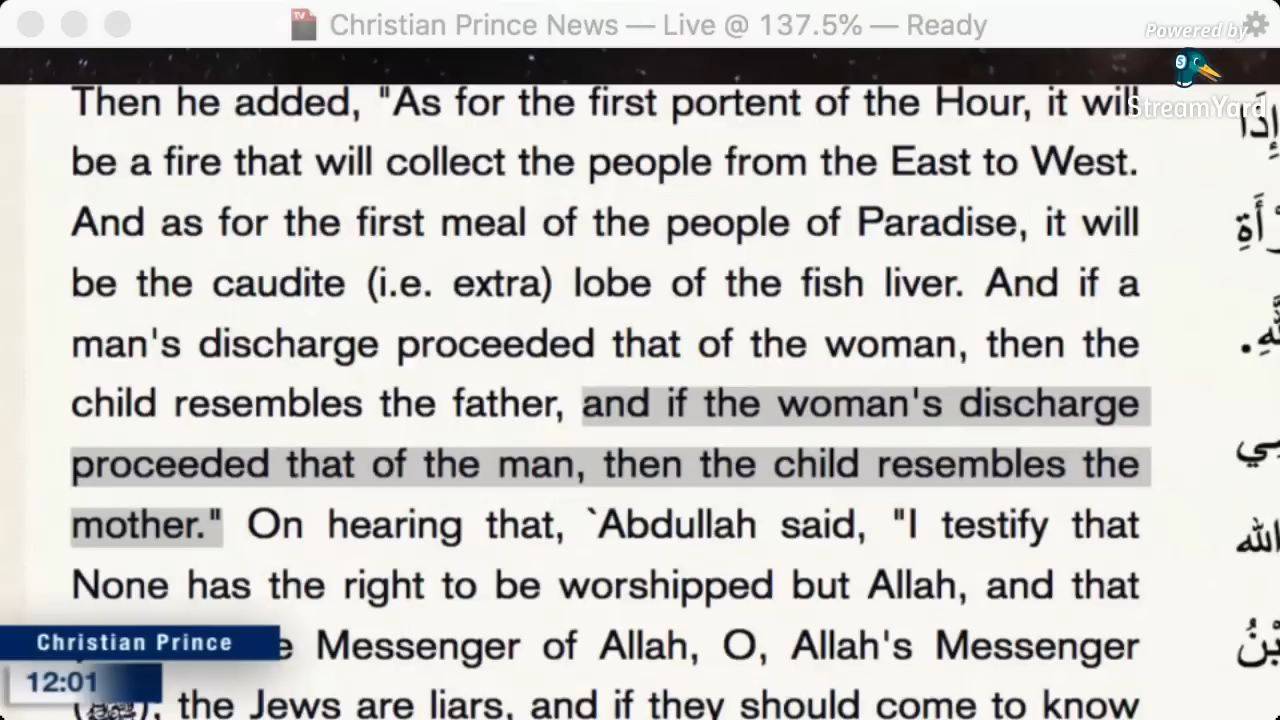 Christian Prince News — Live @ 137.5% — Ready
Powered by
StreamYard
Then he added, "As for the first portent of the Hour, it will
be a fire that will collect the people from the East to West.
And as for the first meal of the people of Paradise, it will
be the caudite (i.e. extra) lobe of the fish liver. And if a
man's discharge proceeded that of the woman, then the
child resembles the father, and if the woman's discharge
proceeded that of the man, then the child resembles the
mother." On hearing that, `Abdullah said, "I testify that
None has the right to be worshipped but Allah, and that
Messenger of Allah, O, Allah's Messenger
(ﷺ), the Jews are liars, and if they should come to know
إِذَا
الله
Christian Prince
12:01